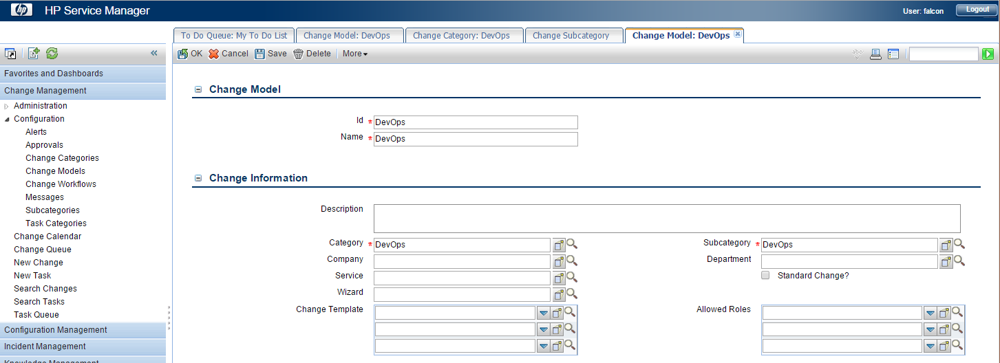 hp HP Service Manager User: falcon Logout
To Do Queue: My To Do List Change Model: DevOps Change Category: DevOps Change Subcategory Change Model: DevOps
OK Cancel Save Delete More
Favorites and Dashboards
Change Management
Administration
Configuration
Alerts
Approvals
Change Categories
Change Models
Change Workflows
Messages
Subcategories
Task Categories
Change Calendar
Change Queue
New Change
New Task
Search Changes
Search Tasks
Task Queue
Configuration Management
Incident Management
Knowledge Management
Change Model
Id * DevOps
Name * DevOps
Change Information
Description
Category * DevOps Subcategory * DevOps
Company Department
Service Standard Change?
Wizard
Change Template Allowed Roles